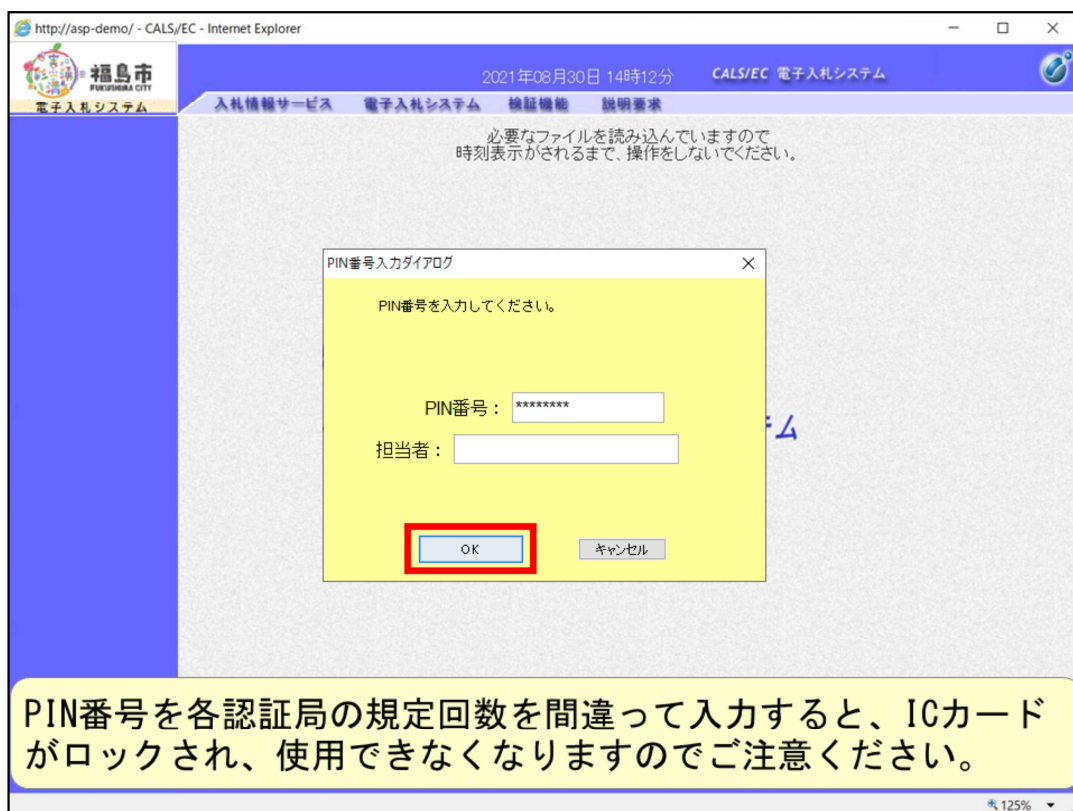 http://asp-demo/ - CALS/EC - Internet Explorer
福島市
FUKUSHIMA CITY
電子入札システム
2021年08月30日 14時12分
CALS/EC 電子入札システム
入札情報サービス 電子入札システム 検証機能 説明要求
必要なファイルを読み込んでいますので
時刻表示がされるまで、操作をしないでください。
PIN番号入力ダイアログ
PIN番号を入力してください。
PIN番号： ********
担当者：
OK キャンセル
ム
PIN番号を各認証局の規定回数を間違って入力すると、ICカード
がロックされ、使用できなくなりますのでご注意ください。
125%